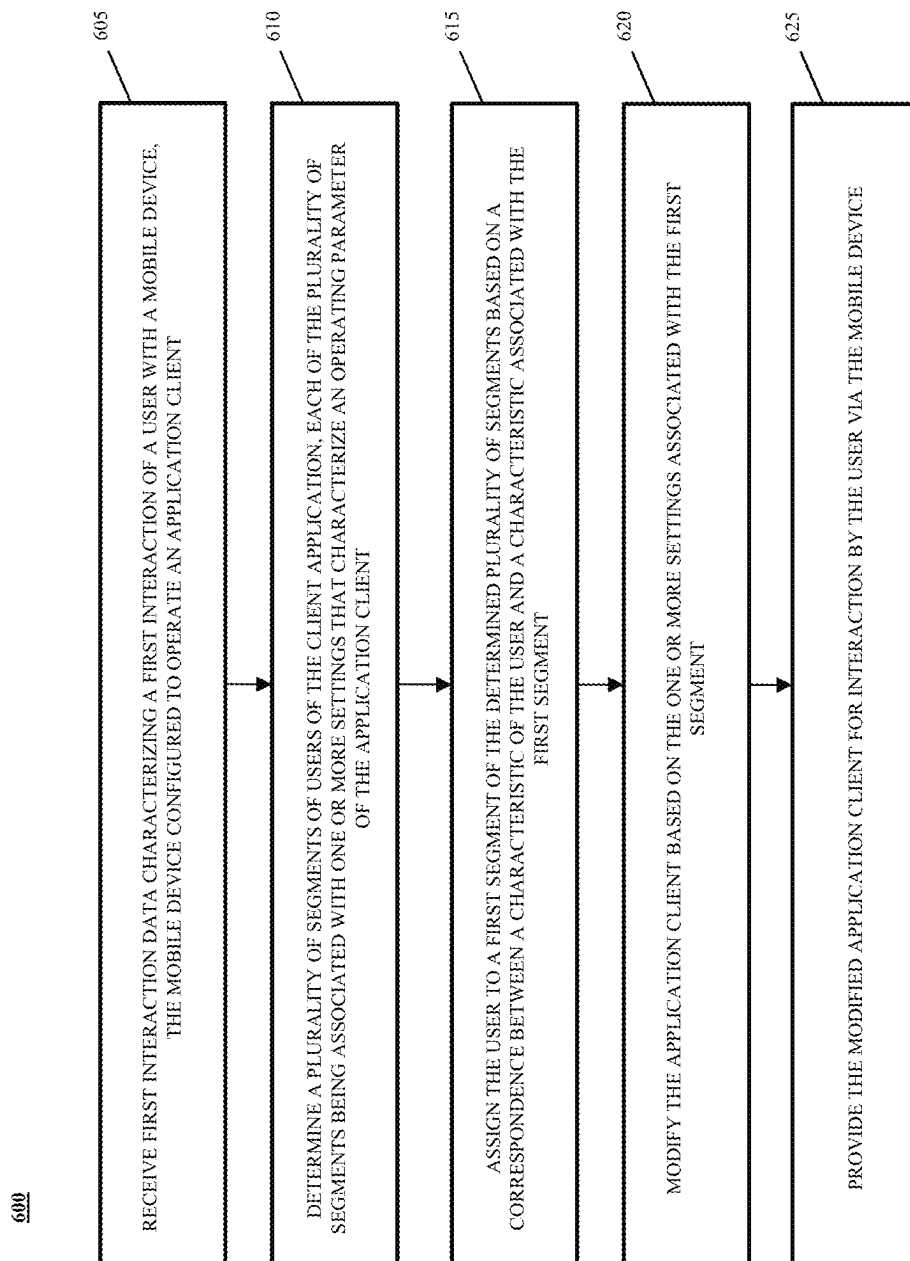 600
605
RECEIVE FIRST INTERACTION DATA CHARACTERIZING A FIRST INTERACTION OF A USER WITH A MOBILE DEVICE,
THE MOBILE DEVICE CONFIGURED TO OPERATE AN APPLICATION CLIENT
610
DETERMINE A PLURALITY OF SEGMENTS OF USERS OF THE CLIENT APPLICATION, EACH OF THE PLURALITY OF
SEGMENTS BEING ASSOCIATED WITH ONE OR MORE SETTINGS THAT CHARACTERIZE AN OPERATING PARAMETER
OF THE APPLICATION CLIENT
615
ASSIGN THE USER TO A FIRST SEGMENT OF THE DETERMINED PLURALITY OF SEGMENTS BASED ON A
CORRESPONDENCE BETWEEN A CHARACTERISTIC OF THE USER AND A CHARACTERISTIC ASSOCIATED WITH THE
FIRST SEGMENT
620
MODIFY THE APPLICATION CLIENT BASED ON THE ONE OR MORE SETTINGS ASSOCIATED WITH THE FIRST
SEGMENT
625
PROVIDE THE MODIFIED APPLICATION CLIENT FOR INTERACTION BY THE USER VIA THE MOBILE DEVICE